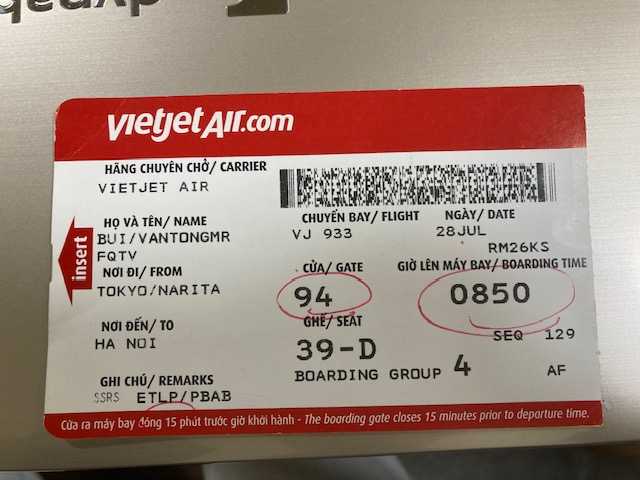 vietjetAir.com
HÃNG CHUYÊN CHỞ/ CARRIER
VIETJET AIR
HỌ VÀ TÊN/ NAME
BUI/VANTONGMR
FQTV
CHUYẾN BAY/ FLIGHT
VJ 933
NGÀY/ DATE
28JUL
RM26KS
insert
NƠI ĐI/ FROM
TOKYO/NARITA
CỬA/ GATE
94
GIỜ LÊN MÁY BAY/ BOARDING TIME
0850
NƠI ĐẾN/ TO
HA NOI
GHẾ/ SEAT
39-D
SEQ 129
BOARDING GROUP 4
AF
GHI CHÚ/ REMARKS
SSRS ETLP/PBAB
Cửa ra máy bay đóng 15 phút trước giờ khởi hành - The boarding gate closes 15 minutes prior to departure time.